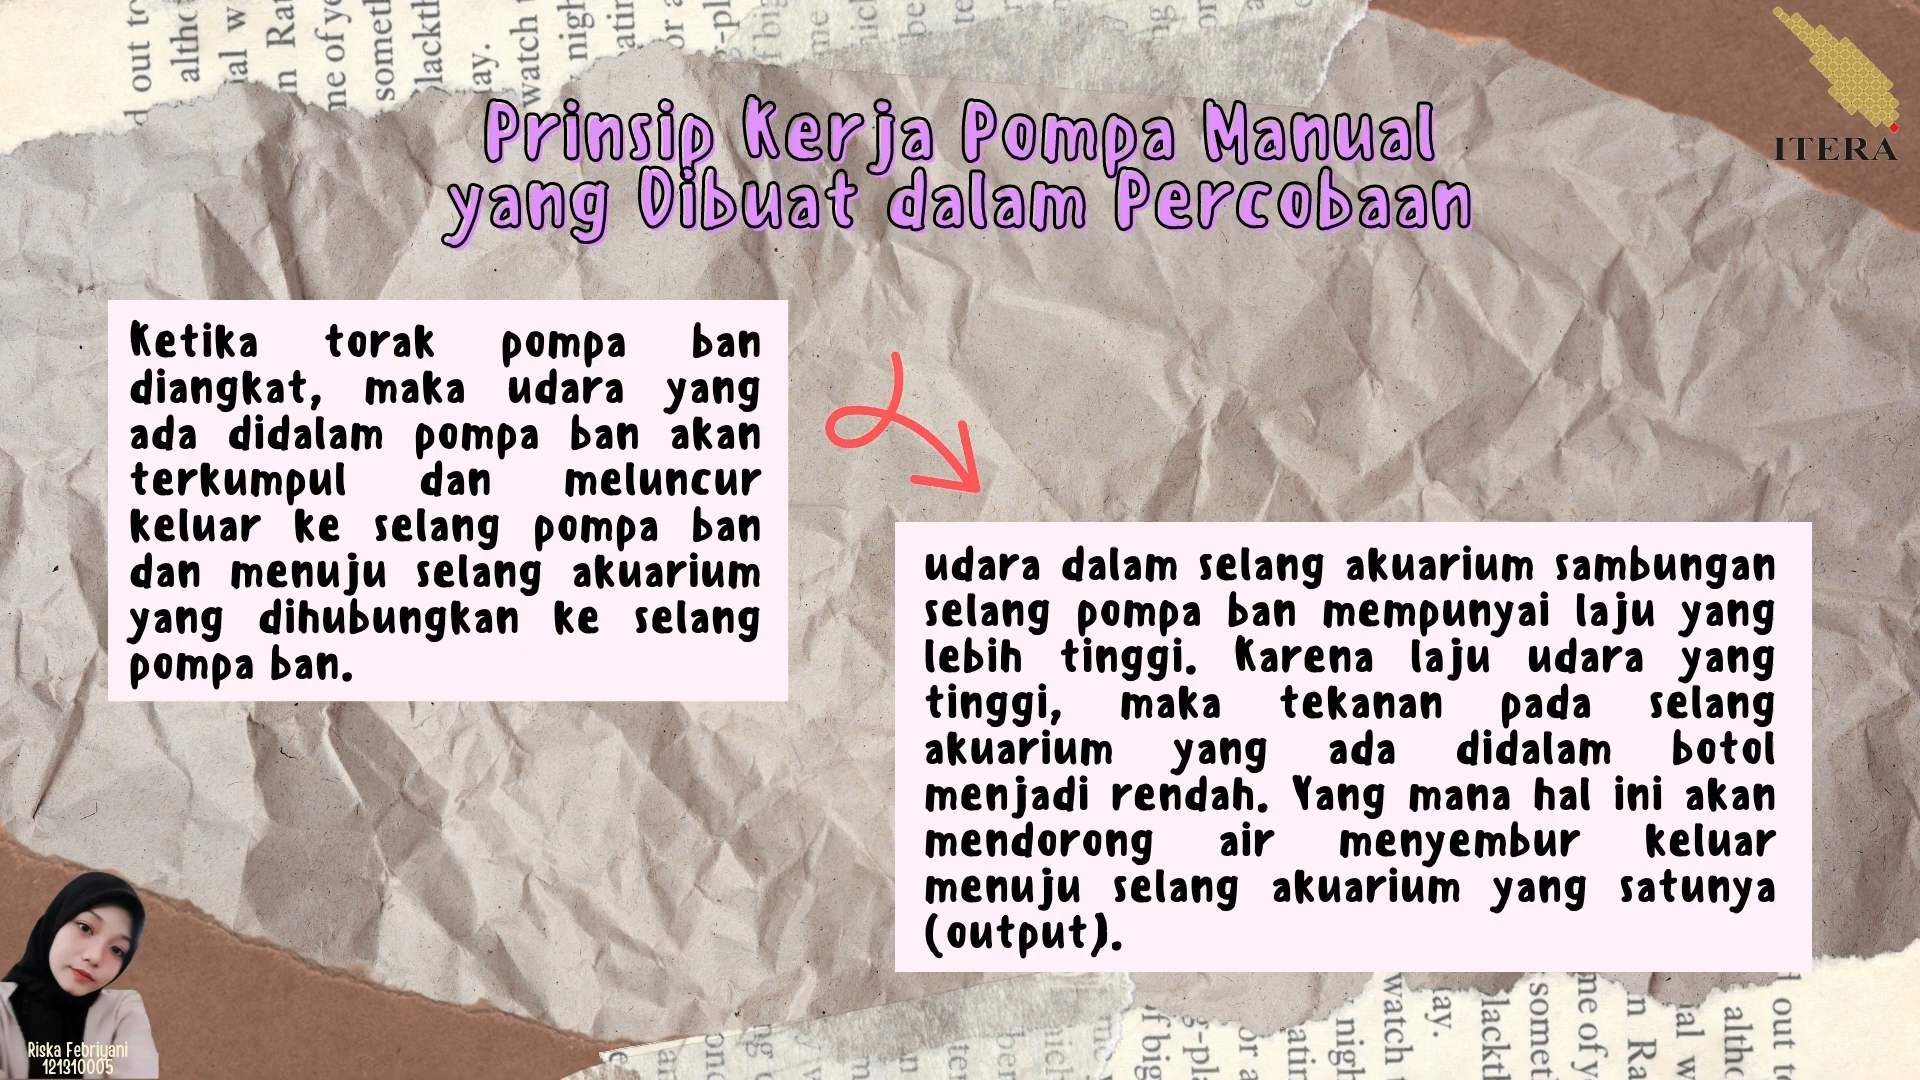 Prinsip Kerja Pompa Manual
yang Dibuat dalam Percobaan
ITERA
Ketika torak pompa ban
diangkat, maka udara yang
ada didalam pompa ban akan
terkumpul dan meluncur
keluar ke selang pompa ban
dan menuju selang akuarium
yang dihubungkan ke selang
pompa ban.
udara dalam selang akuarium sambungan
selang pompa ban mempunyai laju yang
lebih tinggi. Karena laju udara yang
tinggi, maka tekanan pada selang
akuarium yang ada didalam botol
menjadi rendah. Yang mana hal ini akan
mendorong air menyembur keluar
menuju selang akuarium yang satunya
(output).
Riska Febriyani
121310005